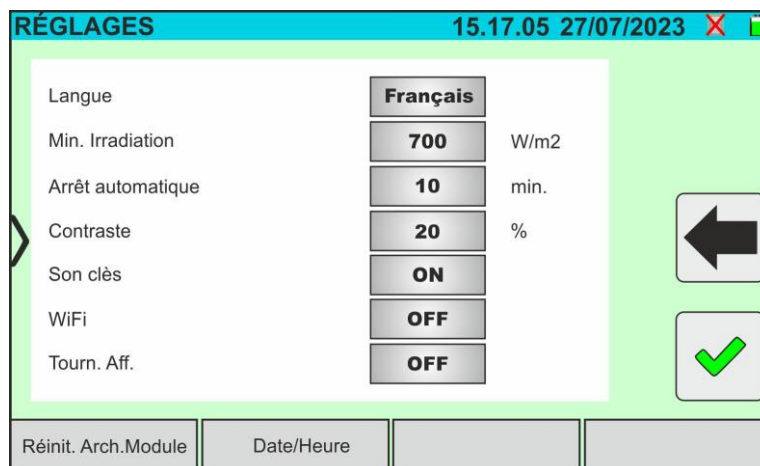 RÉGLAGES 15.17.05 27/07/2023
Langue Français
Min. Irradiation 700 W/m2
Arrêt automatique 10 min.
Contraste 20 %
Son clès ON
WiFi OFF
Tourn. Aff. OFF
Réinit. Arch.Module Date/Heure